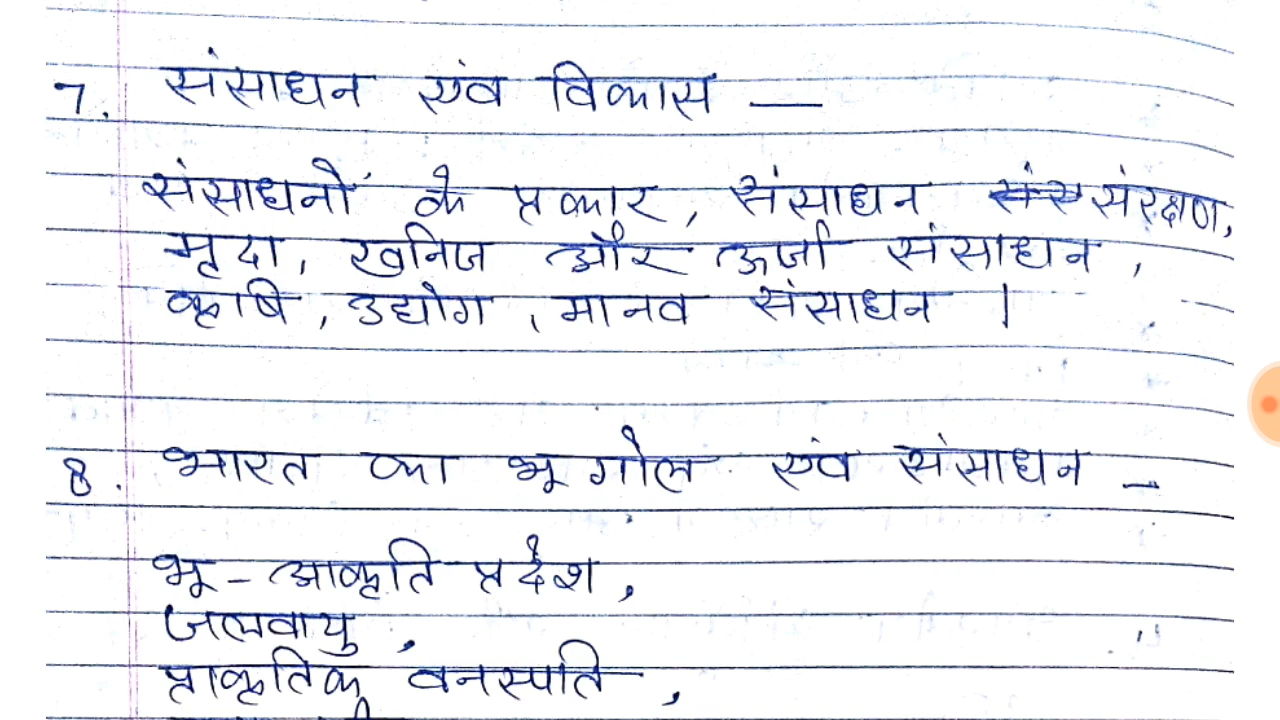 7. संसाधन एवं विकास —
संसाधनों के प्रकार, संसाधन संरक्षण,
मृदा, खनिज और ऊर्जा संसाधन,
कृषि, उद्योग, मानव संसाधन ।
8. भारत का भूगोल एवं संसाधन –
भू-आकृति प्रदेश,
जलवायु,
प्राकृतिक वनस्पति,